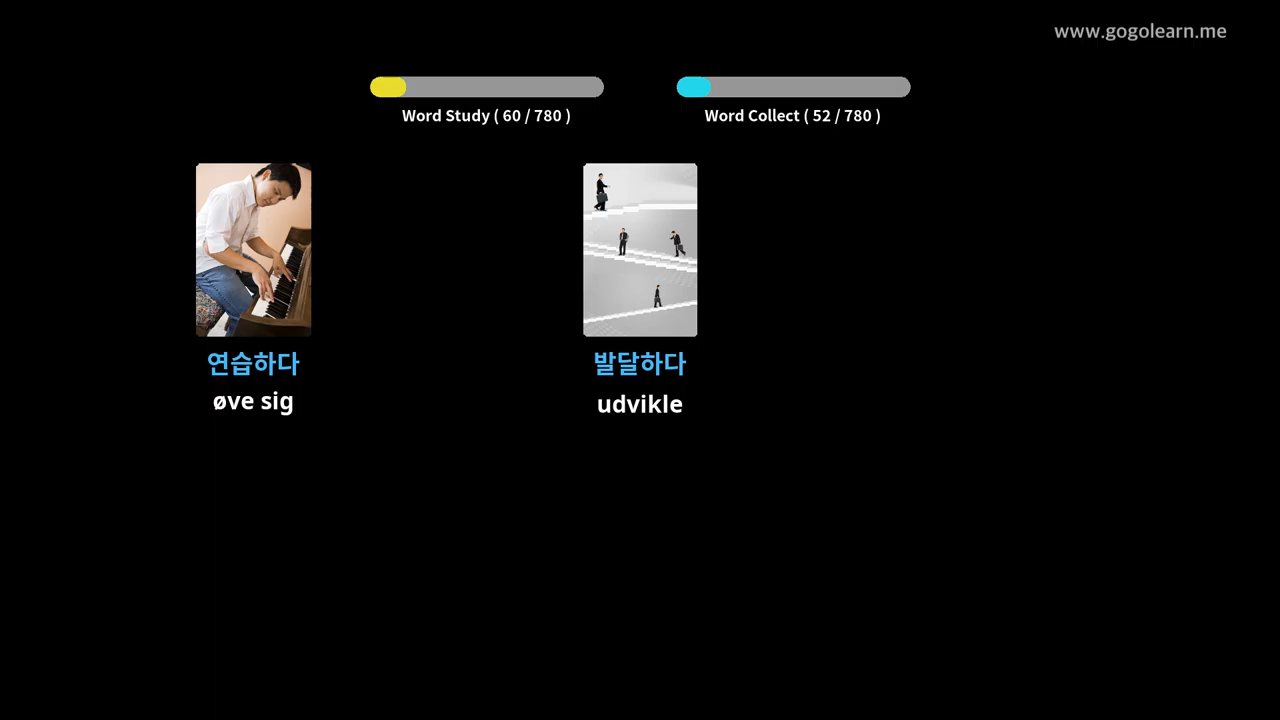 www.gogolearn.me
Word Study ( 60 / 780 )
Word Collect ( 52 / 780 )
연습하다
øve sig
발달하다
udvikle